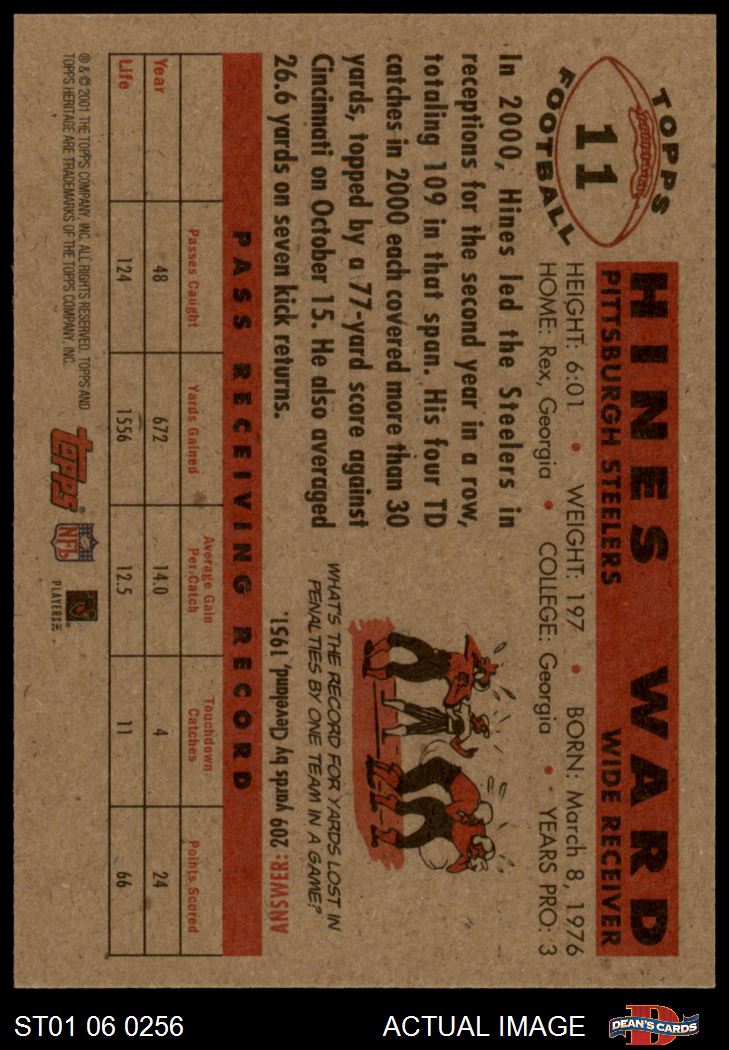 TOPPS
11
FOOTBALL
HINES WARD
PITTSBURGH STEELERS WIDE RECEIVER
HEIGHT: 6:01 • WEIGHT: 197 • BORN: March 8, 1976
HOME: Rex, Georgia • COLLEGE: Georgia • YEARS PRO: 3
In 2000, Hines led the Steelers in
receptions for the second year in a row,
totaling 109 in that span. His four TD
catches in 2000 each covered more than 30
yards, topped by a 77-yard score against
Cincinnati on October 15. He also averaged
26.6 yards on seven kick returns.
WHAT'S THE RECORD FOR YARDS LOST IN
PENALTIES BY ONE TEAM IN A GAME?
ANSWER: 209 yards by Cleveland, 1951.
PASS RECEIVING RECORD
Passes Caught Yards Gained Average Gain Per Catch Touchdown Catches Points Scored
Year 48 672 14.0 4 24
Life 124 1556 12.5 11 66
® & © 2001 THE TOPPS COMPANY, INC. ALL RIGHTS RESERVED. TOPPS AND
TOPPS HERITAGE ARE TRADEMARKS OF THE TOPPS COMPANY, INC.
topps®
NFL
PLAYERS
ST01 06 0256
ACTUAL IMAGE
DEAN'S CARDS